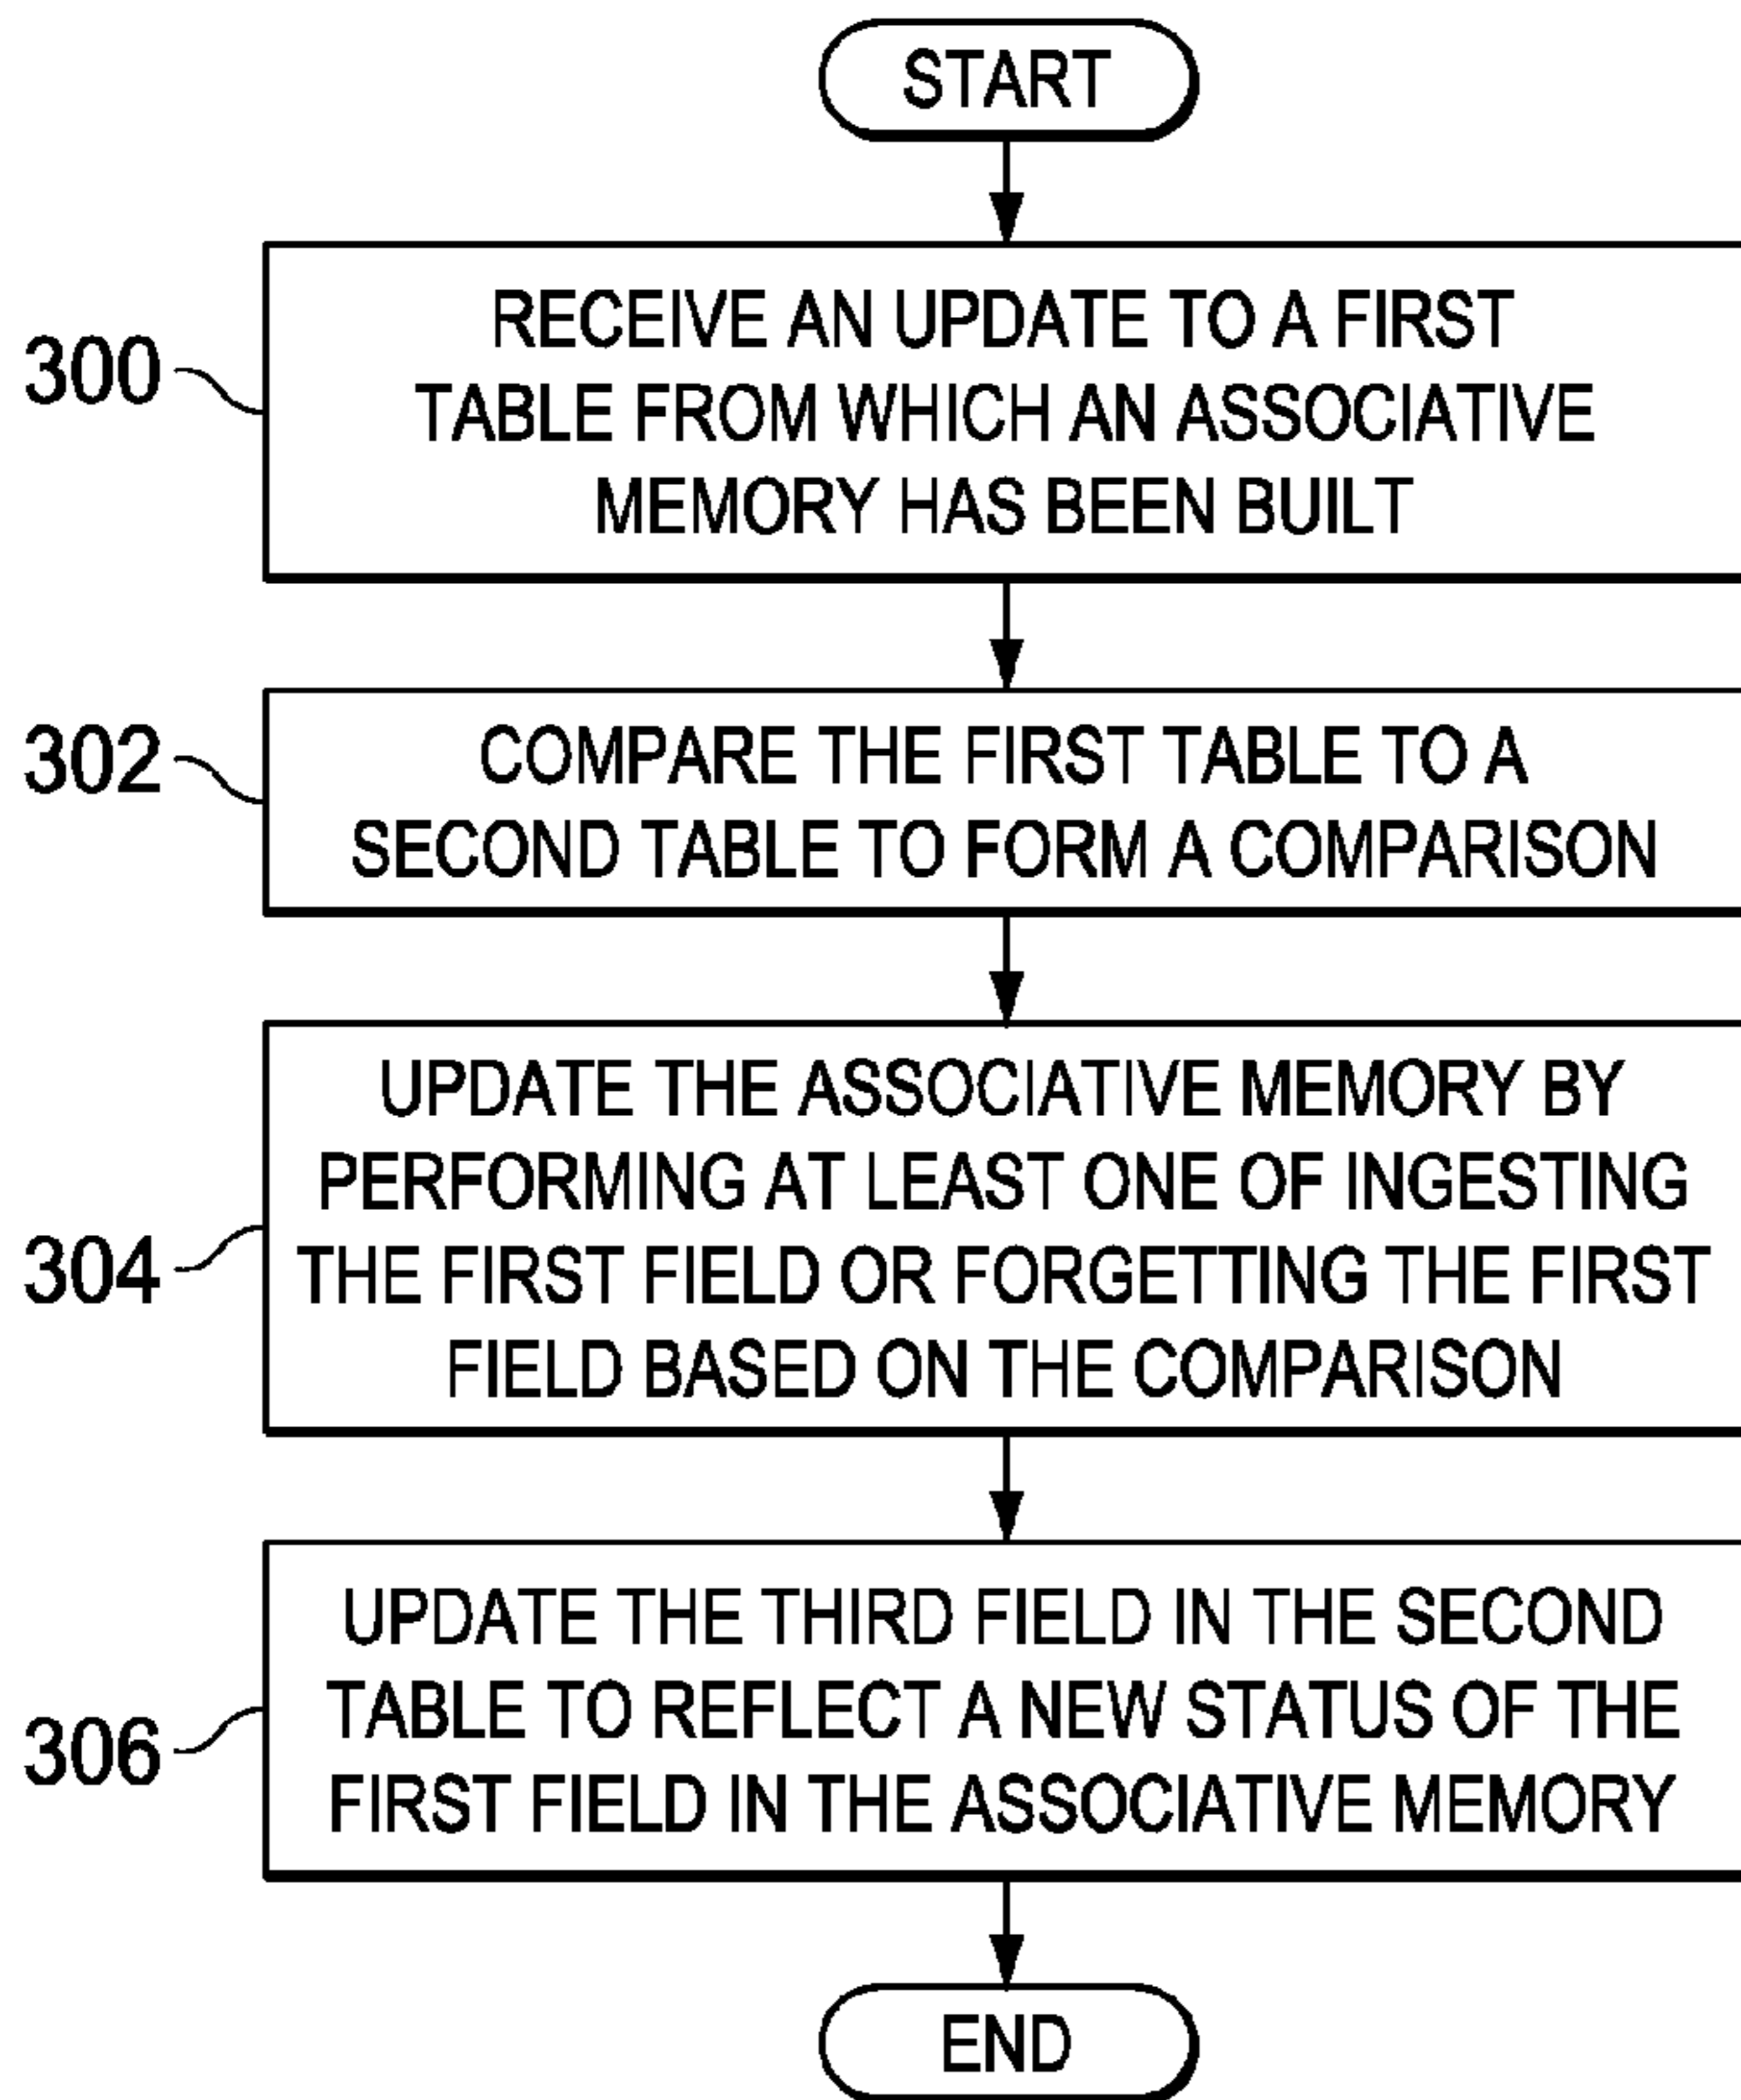 START
300
RECEIVE AN UPDATE TO A FIRST
TABLE FROM WHICH AN ASSOCIATIVE
MEMORY HAS BEEN BUILT
302
COMPARE THE FIRST TABLE TO A
SECOND TABLE TO FORM A COMPARISON
304
UPDATE THE ASSOCIATIVE MEMORY BY
PERFORMING AT LEAST ONE OF INGESTING
THE FIRST FIELD OR FORGETTING THE FIRST
FIELD BASED ON THE COMPARISON
306
UPDATE THE THIRD FIELD IN THE SECOND
TABLE TO REFLECT A NEW STATUS OF THE
FIRST FIELD IN THE ASSOCIATIVE MEMORY
END